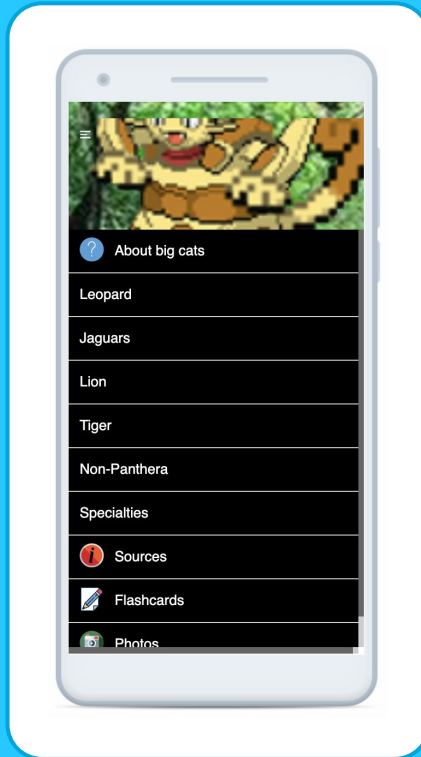 About big cats
Leopard
Jaguars
Lion
Tiger
Non-Panthera
Specialties
Sources
Flashcards
Photos